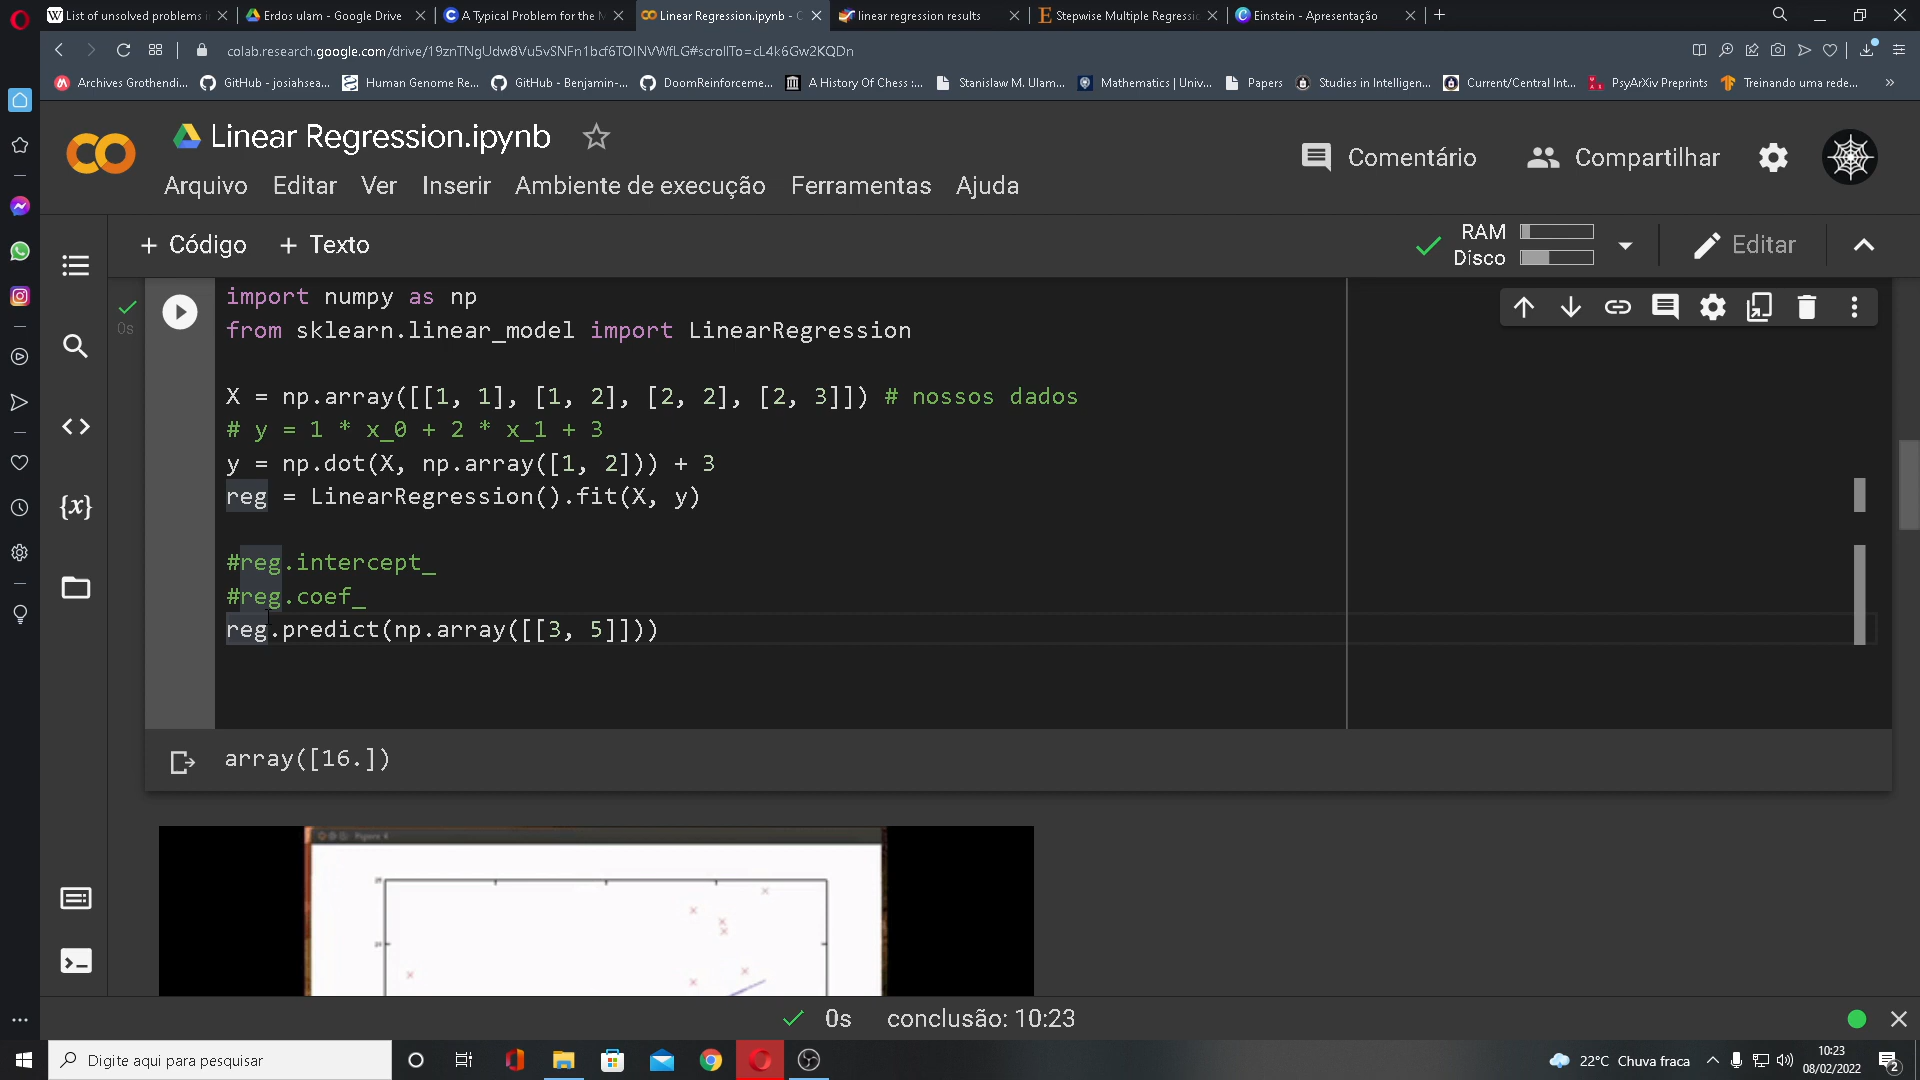 List of unsolved problems i
Erdos ulam - Google Drive
A Typical Problem for the M
Linear Regression.ipynb - C
linear regression results
Stepwise Multiple Regressi
Einstein - Apresentação
colab.research.google.com/drive/19znTNgUdw8Vu5vSNFn1bcf6TOlNVWfLG#scrollTo=cL4k6Gw2KQDn
Archives Grothendi...
GitHub - josiahsea...
Human Genome Re...
GitHub - Benjamin-...
DoomReinforceme...
A History Of Chess :...
Stanislaw M. Ulam...
Mathematics | Univ...
Papers
Studies in Intelligen...
Current/Central Int...
PsyArXiv Preprints
Treinando uma rede...
Linear Regression.ipynb
Comentário
Compartilhar
Arquivo Editar Ver Inserir Ambiente de execução Ferramentas Ajuda
+ Código + Texto
RAM
Disco
Editar
0s
import numpy as np
from sklearn.linear_model import LinearRegression
X = np.array([[1, 1], [1, 2], [2, 2], [2, 3]]) # nossos dados
# y = 1 * x_0 + 2 * x_1 + 3
y = np.dot(X, np.array([1, 2])) + 3
reg = LinearRegression().fit(X, y)
#reg.intercept_
#reg.coef_
reg.predict(np.array([[3, 5]]))
{x}
array([16.])
Figure 4
0s conclusão: 10:23
Digite aqui para pesquisar
22°C Chuva fraca
10:23
08/02/2022
2